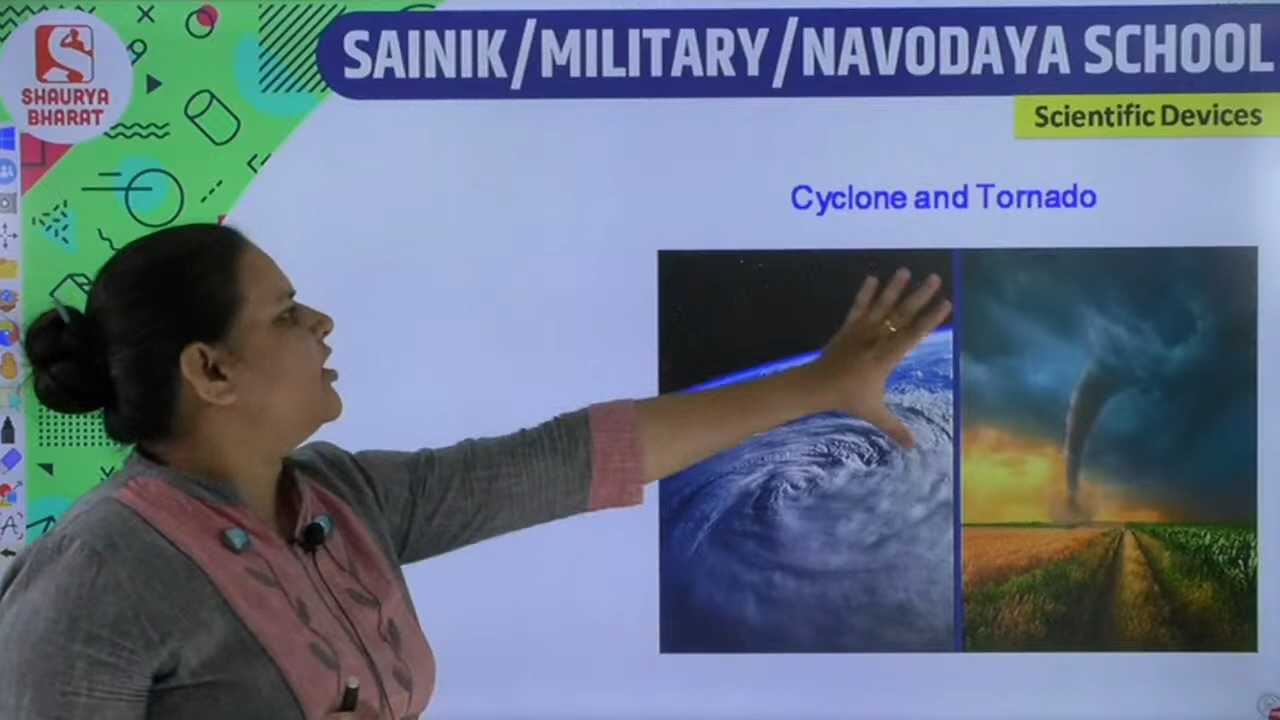 SHAURYA
BHARAT
SAINIK/MILITARY/NAVODAYA SCHOOL
Scientific Devices
Cyclone and Tornado